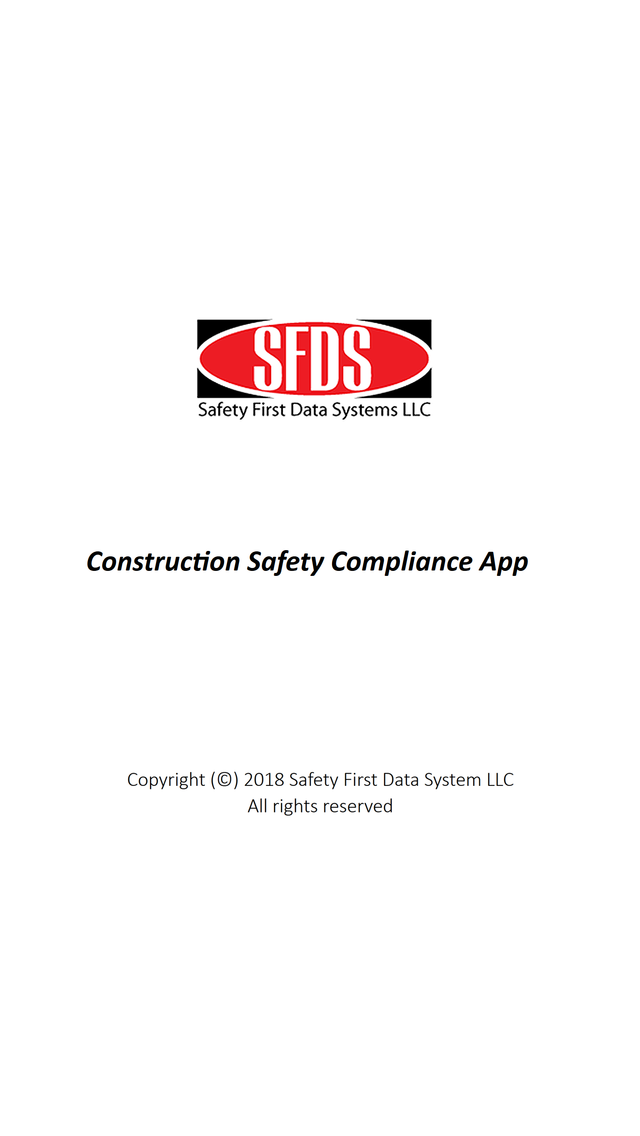 SFDS
Safety First Data Systems LLC
Construction Safety Compliance App
Copyright (©) 2018 Safety First Data System LLC
All rights reserved